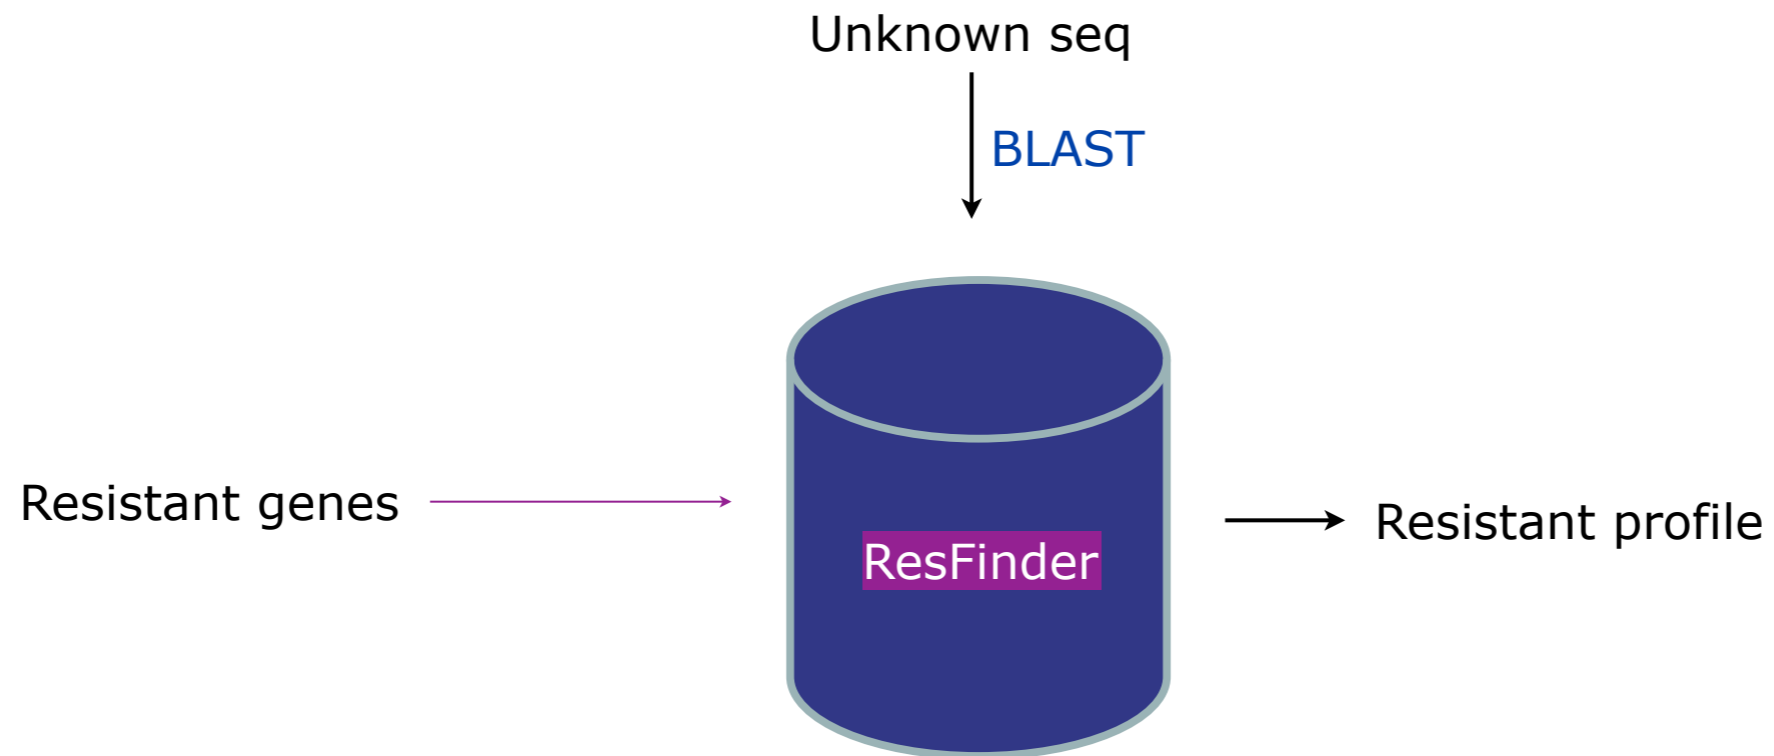 Unknown seq
BLAST
Resistant genes
ResFinder
Resistant profile